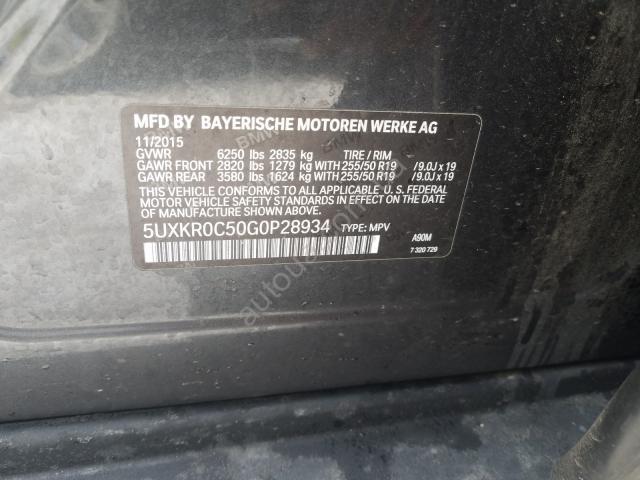 MFD BY BAYERISCHE MOTOREN WERKE AG
11/2015
GVWR 6250 lbs 2835 kg TIRE / RIM
GAWR FRONT 2820 lbs 1279 kg WITH 255/50 R19 /9.0J x 19
GAWR REAR 3580 lbs 1624 kg WITH 255/50 R19 /9.0J x 19
THIS VEHICLE CONFORMS TO ALL APPLICABLE U. S. FEDERAL
MOTOR VEHICLE SAFETY STANDARDS IN EFFECT ON THE DATE
OF MANUFACTURE SHOWN ABOVE.
5UXKR0C50G0P28934 TYPE: MPV
A90M
7 320 729